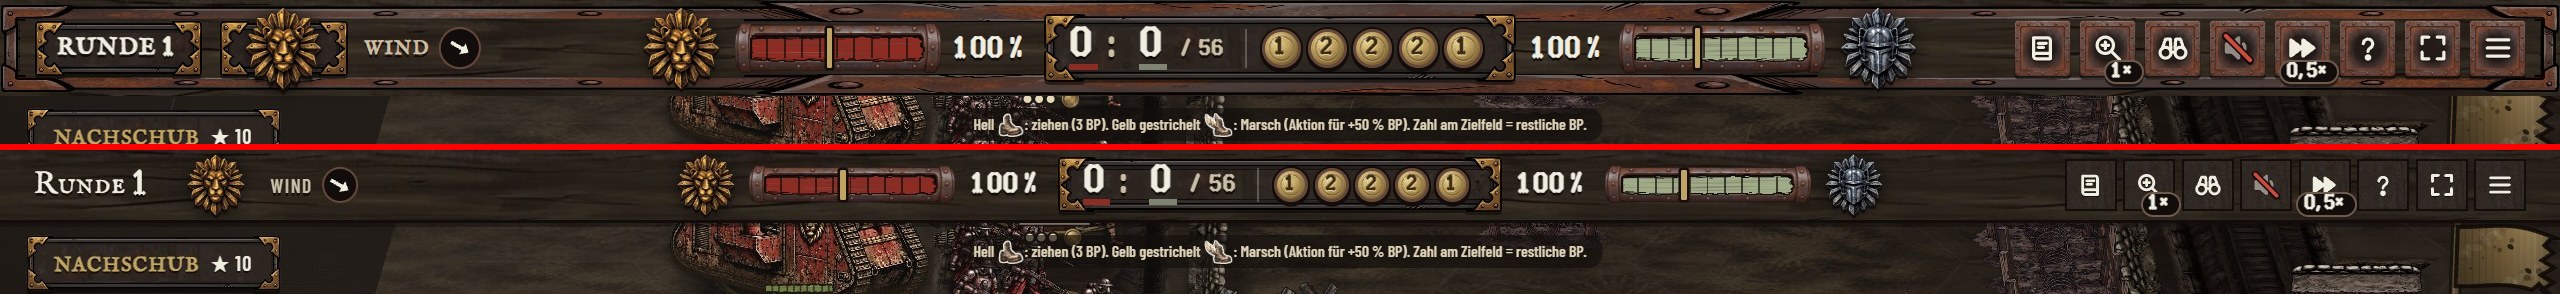 RUNDE 1 WIND 100 % 0 : 0 / 56 1 2 2 2 1 100 % ?
1× 0,5×
NACHSCHUB ★ 10 Hell : ziehen (3 BP). Gelb gestrichelt : Marsch (Aktion für +50 % BP). Zahl am Zielfeld = restliche BP.
RUNDE 1 WIND 100 % 0 : 0 / 56 1 2 2 2 1 100 % ?
1× 0,5×
NACHSCHUB ★ 10 Hell : ziehen (3 BP). Gelb gestrichelt : Marsch (Aktion für +50 % BP). Zahl am Zielfeld = restliche BP.